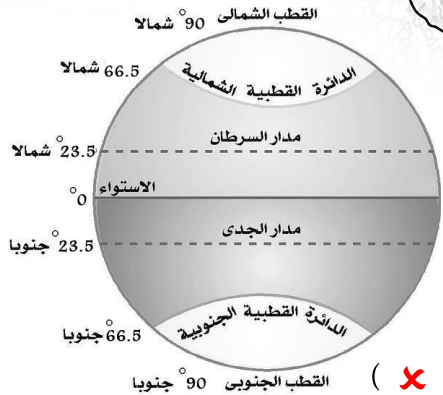 القطب الشمالى
90° شمالا
66.5° شمالا
الدائرة القطبية الشمالية
مدار السرطان
23.5° شمالا
الاستواء
0°
مدار الجدى
23.5° جنوبا
الدائرة القطبية الجنوبية
66.5° جنوبا
القطب الجنوبى
90° جنوبا
( ✘